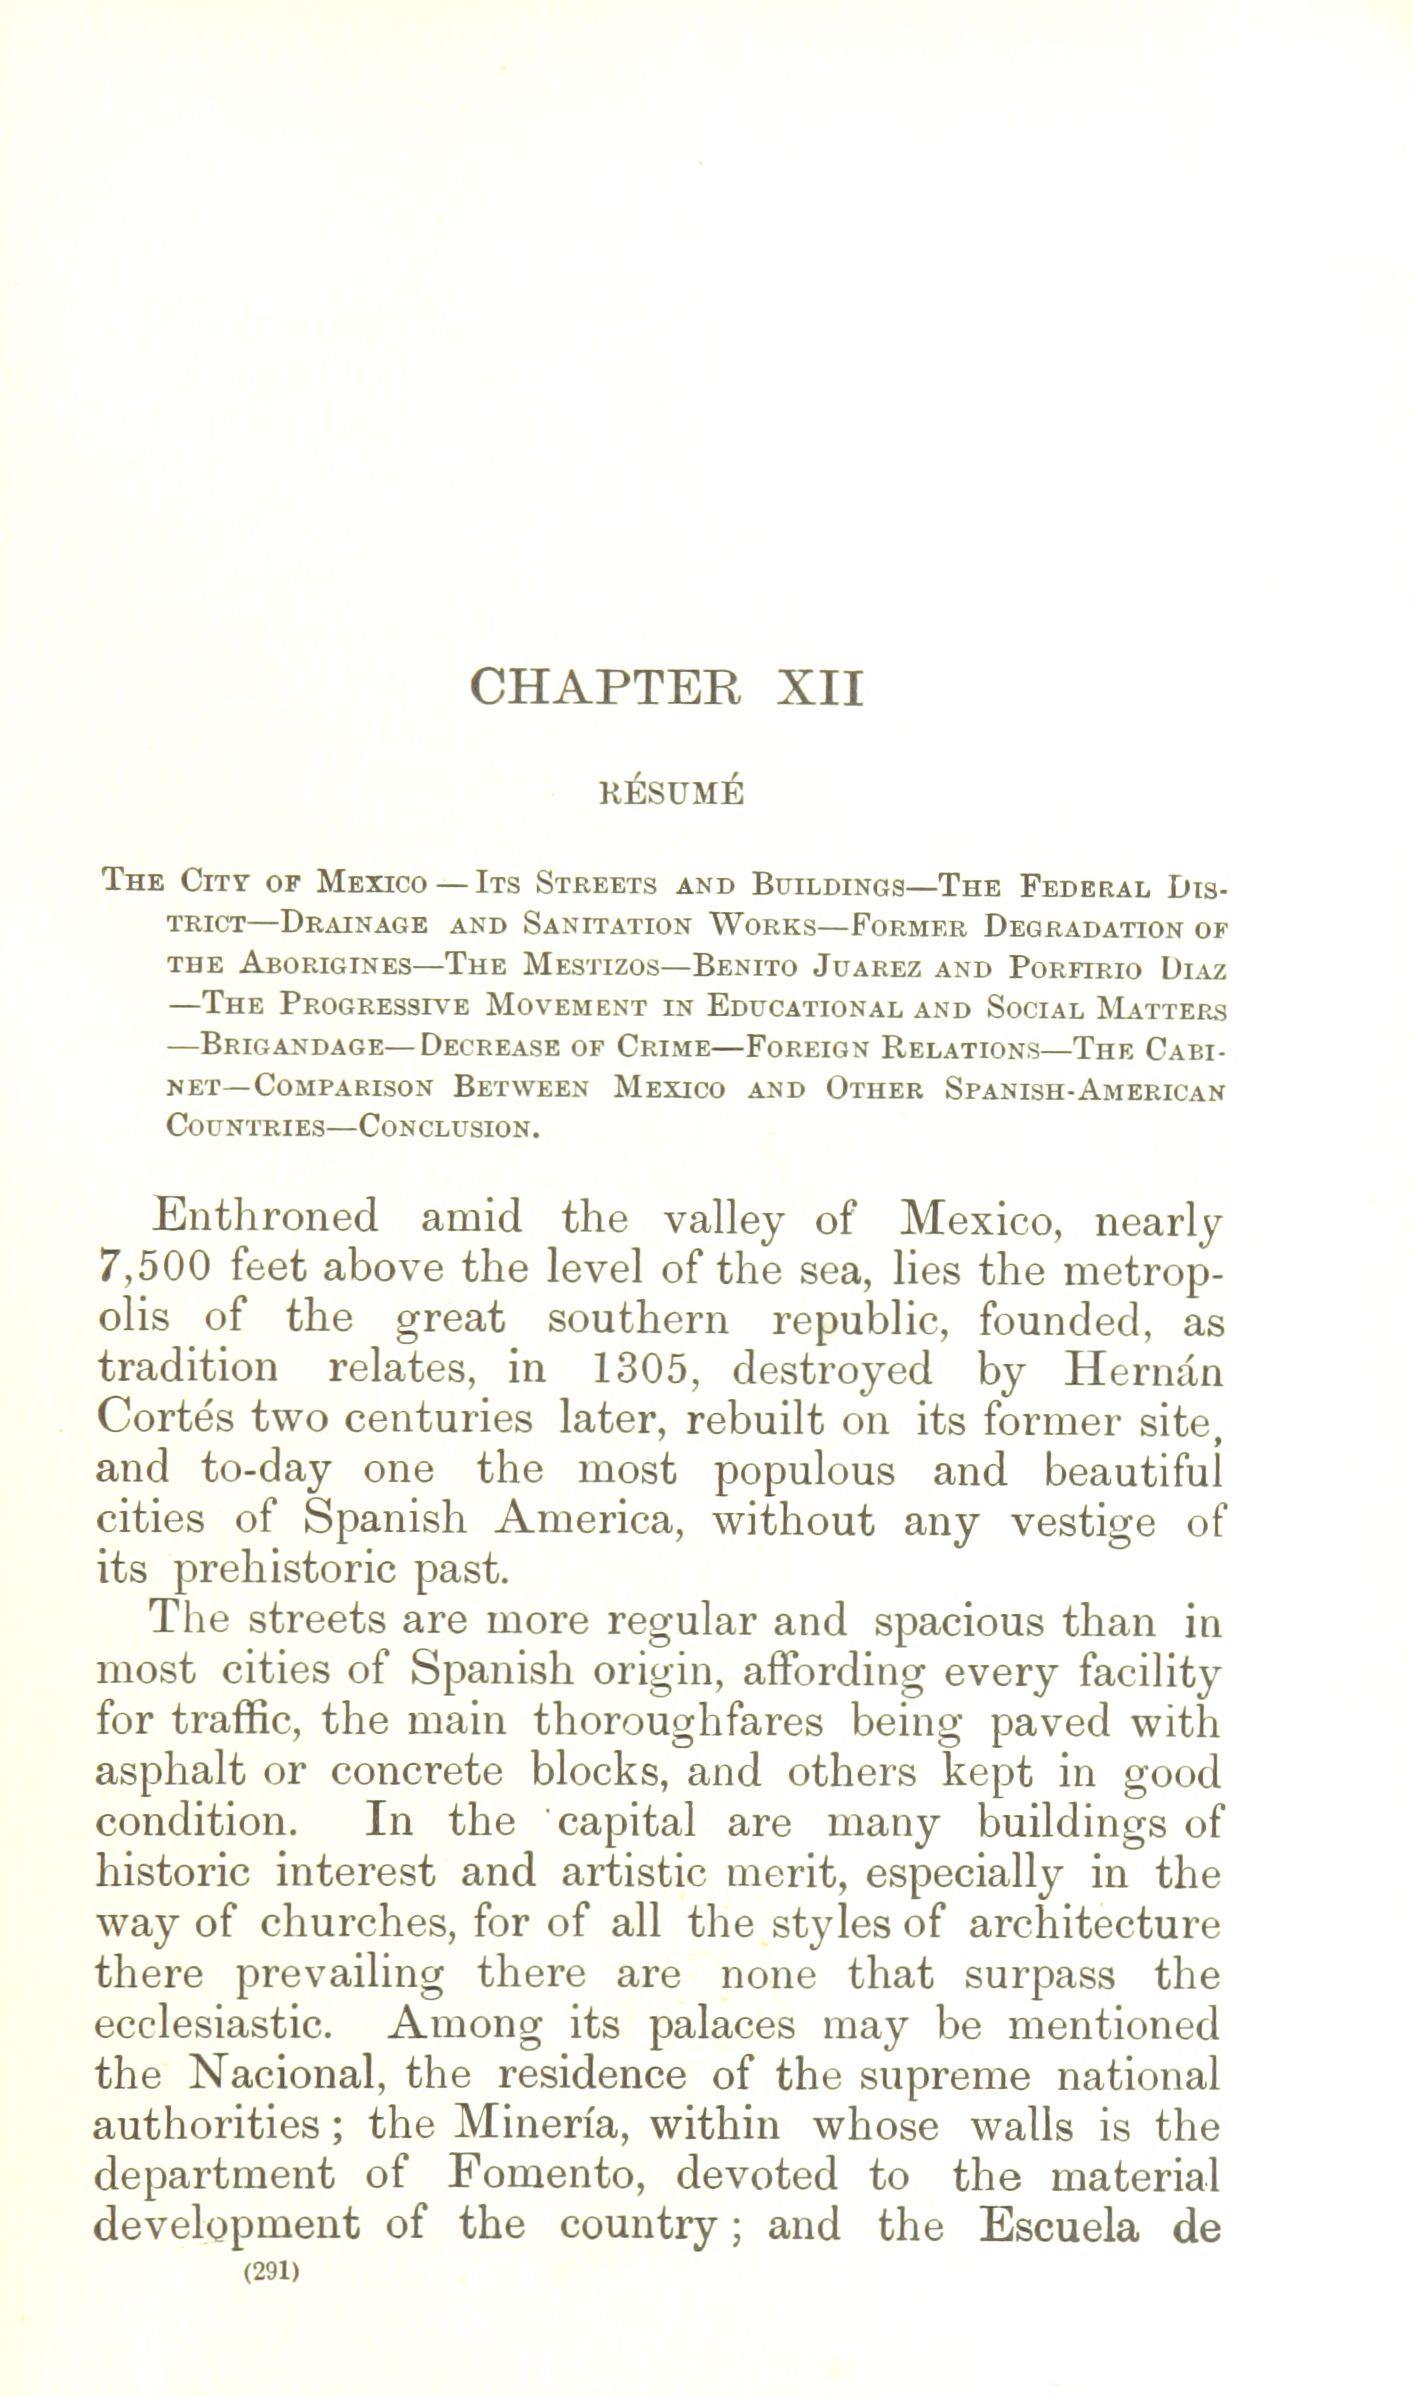 CHAPTER XII
RÉSUMÉ
The City of Mexico — Its Streets and Buildings—The Federal Dis-
trict—Drainage and Sanitation Works—Former Degradation of
the Aborigines—The Mestizos—Benito Juarez and Porfirio Diaz
—The Progressive Movement in Educational and Social Matters
—Brigandage—Decrease of Crime—Foreign Relations—The Cabi-
net—Comparison Between Mexico and Other Spanish-American
Countries—Conclusion.
Enthroned amid the valley of Mexico, nearly
7,500 feet above the level of the sea, lies the metrop-
olis of the great southern republic, founded, as
tradition relates, in 1305, destroyed by Hernán
Cortés two centuries later, rebuilt on its former site,
and to-day one the most populous and beautiful
cities of Spanish America, without any vestige of
its prehistoric past.
The streets are more regular and spacious than in
most cities of Spanish origin, affording every facility
for traffic, the main thoroughfares being paved with
asphalt or concrete blocks, and others kept in good
condition. In the capital are many buildings of
historic interest and artistic merit, especially in the
way of churches, for of all the styles of architecture
there prevailing there are none that surpass the
ecclesiastic. Among its palaces may be mentioned
the Nacional, the residence of the supreme national
authorities; the Minería, within whose walls is the
department of Fomento, devoted to the material
development of the country; and the Escuela de
(291)